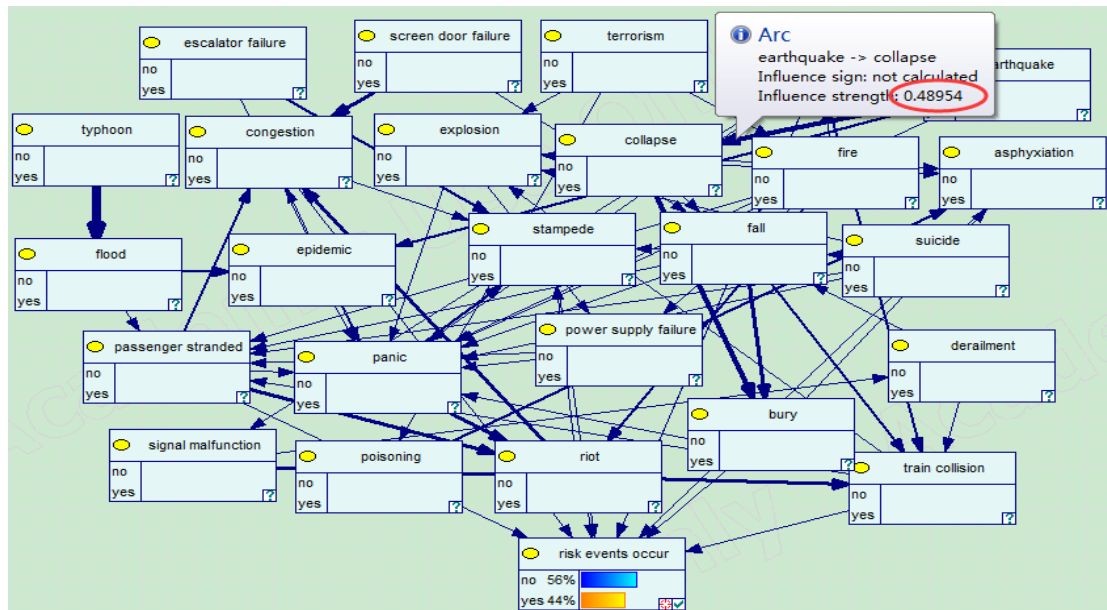 escalator failure
no
yes
screen door failure
no
yes
terrorism
no
yes
Arc
earthquake -> collapse
Influence sign: not calculated
Influence strength: 0.48954
arthquake
typhoon
no
yes
congestion
no
yes
explosion
no
yes
collapse
no
yes
fire
no
yes
asphyxiation
no
yes
flood
no
yes
epidemic
no
yes
stampede
no
yes
fall
no
yes
suicide
no
yes
passenger stranded
no
yes
panic
no
yes
power supply failure
no
yes
derailment
no
yes
signal malfunction
no
yes
poisoning
no
yes
riot
no
yes
bury
no
yes
train collision
no
yes
risk events occur
no 56%
yes 44%